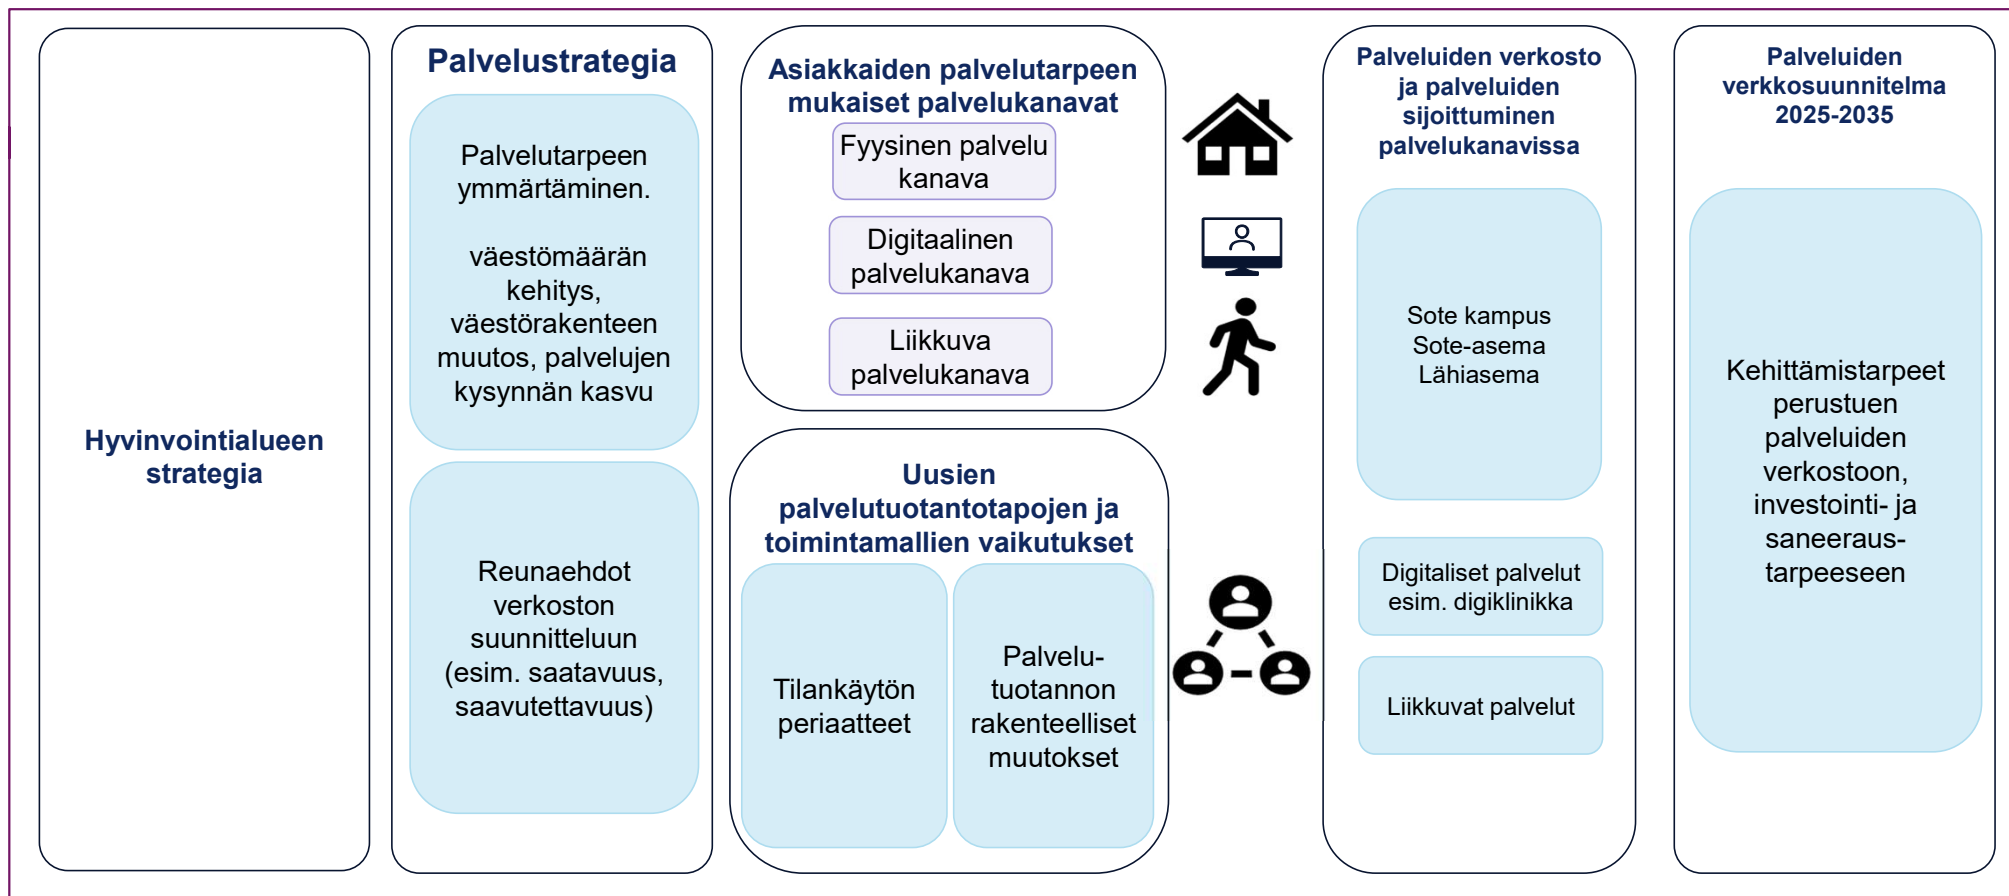 Hyvinvointialueen
strategia
Palvelustrategia
Palvelutarpeen
ymmärtäminen.
väestömäärän
kehitys,
väestörakenteen
muutos, palvelujen
kysynnän kasvu
Reunaehdot
verkoston
suunnitteluun
(esim. saatavuus,
saavutettavuus)
Asiakkaiden palvelutarpeen
mukaiset palvelukanavat
Fyysinen palvelu
kanava
Digitaalinen
palvelukanava
Liikkuva
palvelukanava
Uusien
palvelutuotantotapojen ja
toimintamallien vaikutukset
Tilankäytön
periaatteet
Palvelu-
tuotannon
rakenteelliset
muutokset
Palveluiden verkosto
ja palveluiden
sijoittuminen
palvelukanavissa
Sote kampus
Sote-asema
Lähiasema
Digitaliset palvelut
esim. digiklinikka
Liikkuvat palvelut
Palveluiden
verkkosuunnitelma
2025-2035
Kehittämistarpeet
perustuen
palveluiden
verkostoon,
investointi- ja
saneeraus-
tarpeeseen